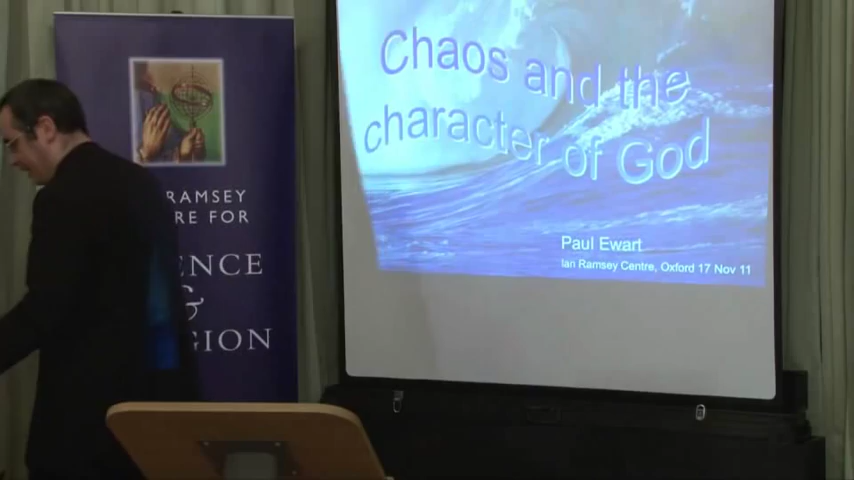 RAMSEY
RE FOR
ENCE
&
GION
Chaos and the
character of God
Paul Ewart
Ian Ramsey Centre, Oxford 17 Nov 11